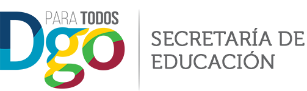 PARA TODOS
Dgo
SECRETARÍA DE
EDUCACIÓN